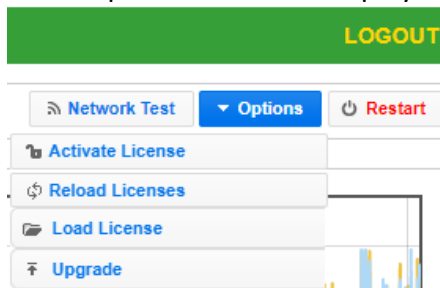 LOGOUT
Network Test Options Restart
Activate License
Reload Licenses
Load License
Upgrade